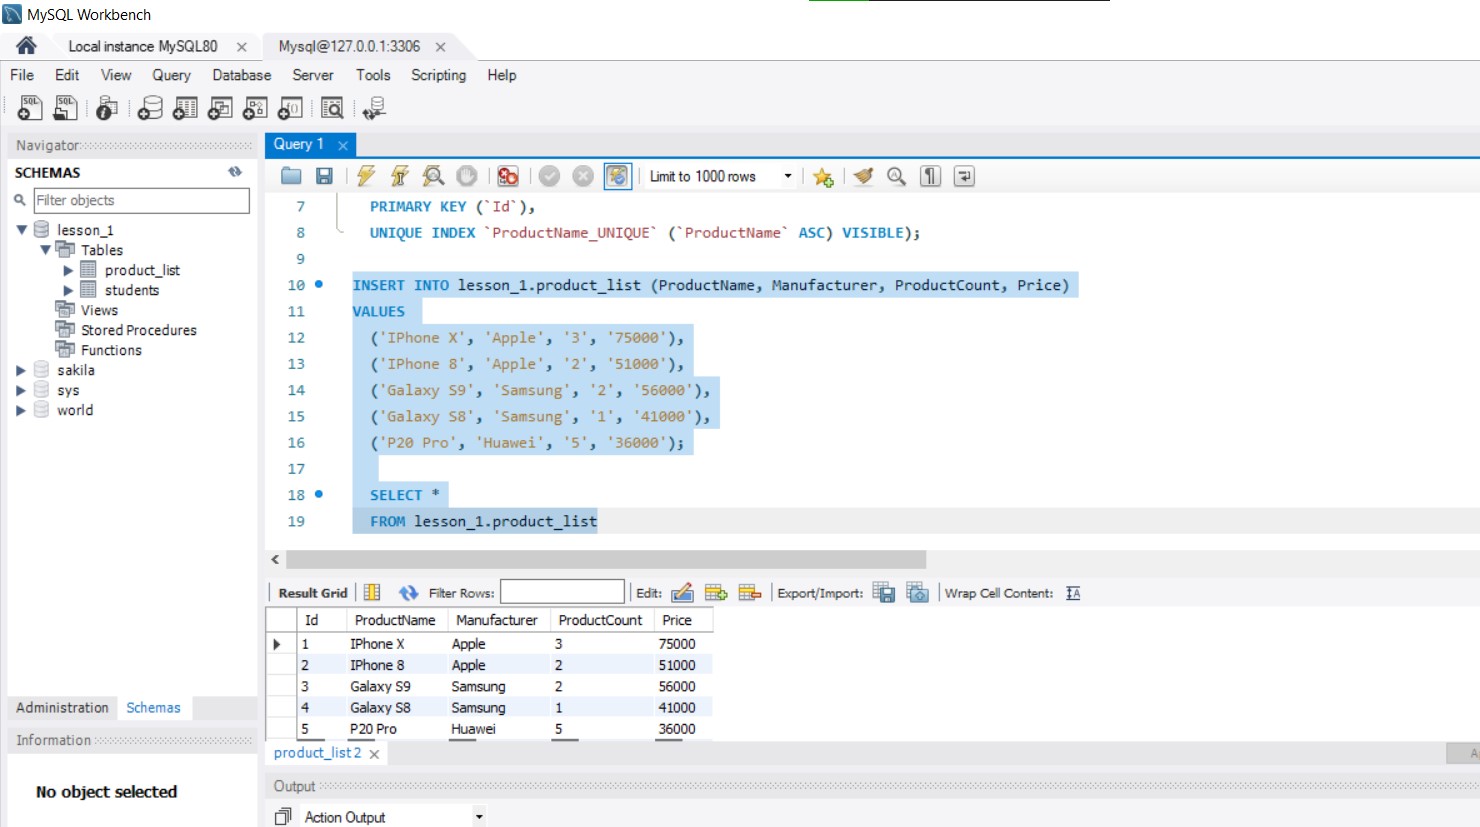 MySQL Workbench
Local instance MySQL80
Mysql@127.0.0.1:3306
File Edit View Query Database Server Tools Scripting Help
Navigator
SCHEMAS
Filter objects
lesson_1
Tables
product_list
students
Views
Stored Procedures
Functions
sakila
sys
world
Administration Schemas
Information
No object selected
Query 1
Limit to 1000 rows
7 PRIMARY KEY (`Id`),
8 UNIQUE INDEX `ProductName_UNIQUE` (`ProductName` ASC) VISIBLE);
9
10 INSERT INTO lesson_1.product_list (ProductName, Manufacturer, ProductCount, Price)
11 VALUES
12 ('IPhone X', 'Apple', '3', '75000'),
13 ('IPhone 8', 'Apple', '2', '51000'),
14 ('Galaxy S9', 'Samsung', '2', '56000'),
15 ('Galaxy S8', 'Samsung', '1', '41000'),
16 ('P20 Pro', 'Huawei', '5', '36000');
17
18 SELECT *
19 FROM lesson_1.product_list
Result Grid Filter Rows: Edit: Export/Import: Wrap Cell Content:
Id ProductName Manufacturer ProductCount Price
1 IPhone X Apple 3 75000
2 IPhone 8 Apple 2 51000
3 Galaxy S9 Samsung 2 56000
4 Galaxy S8 Samsung 1 41000
5 P20 Pro Huawei 5 36000
product_list 2
Output
Action Output